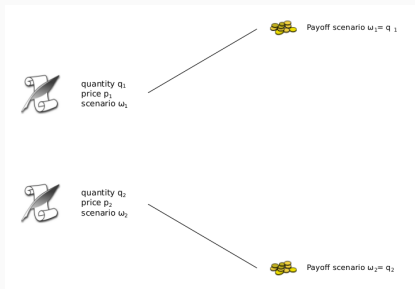 Payoff scenario ω₁= q ₁
quantity q₁
price p₁
scenario ω₁
quantity q₂
price p₂
scenario ω₂
Payoff scenario ω₂= q₂